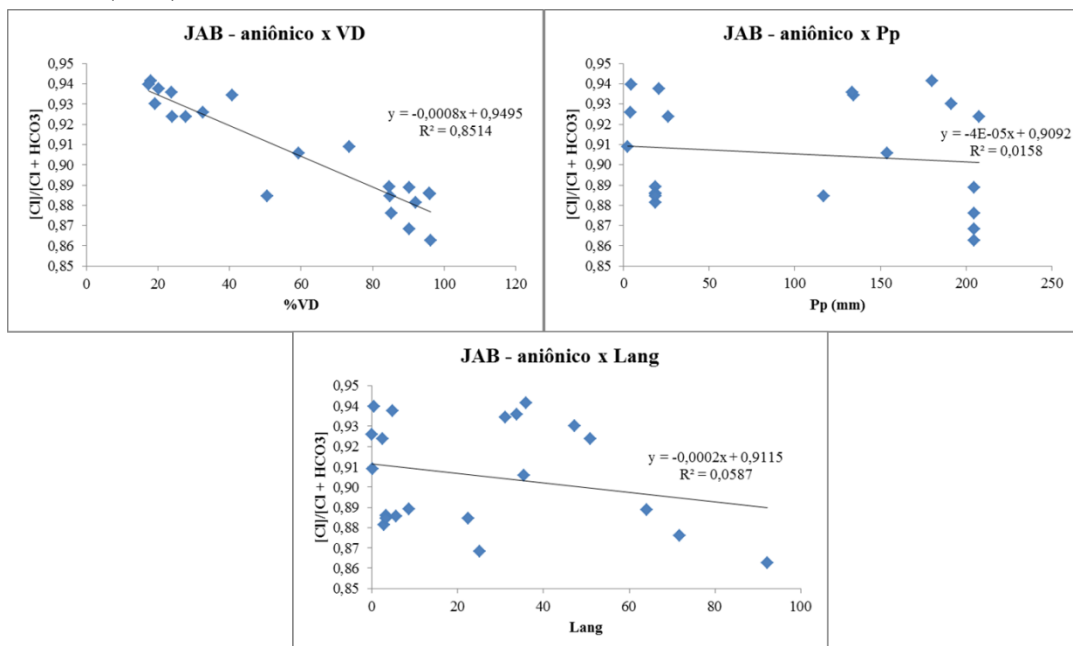 JAB - aniônico x VD
[Cl]/[Cl + HCO3]
0,95
0,94
0,93
0,92
0,91
0,90
0,89
0,88
0,87
0,86
0,85
y = -0,0008x + 0,9495
R² = 0,8514
0 20 40 60 80 100 120
%VD
JAB - aniônico x Pp
[Cl]/[Cl + HCO3]
0,95
0,94
0,93
0,92
0,91
0,90
0,89
0,88
0,87
0,86
0,85
y = -4E-05x + 0,9092
R² = 0,0158
0 50 100 150 200 250
Pp (mm)
JAB - aniônico x Lang
[Cl]/[Cl + HCO3]
0,95
0,94
0,93
0,92
0,91
0,90
0,89
0,88
0,87
0,86
0,85
y = -0,0002x + 0,9115
R² = 0,0587
0 20 40 60 80 100
Lang